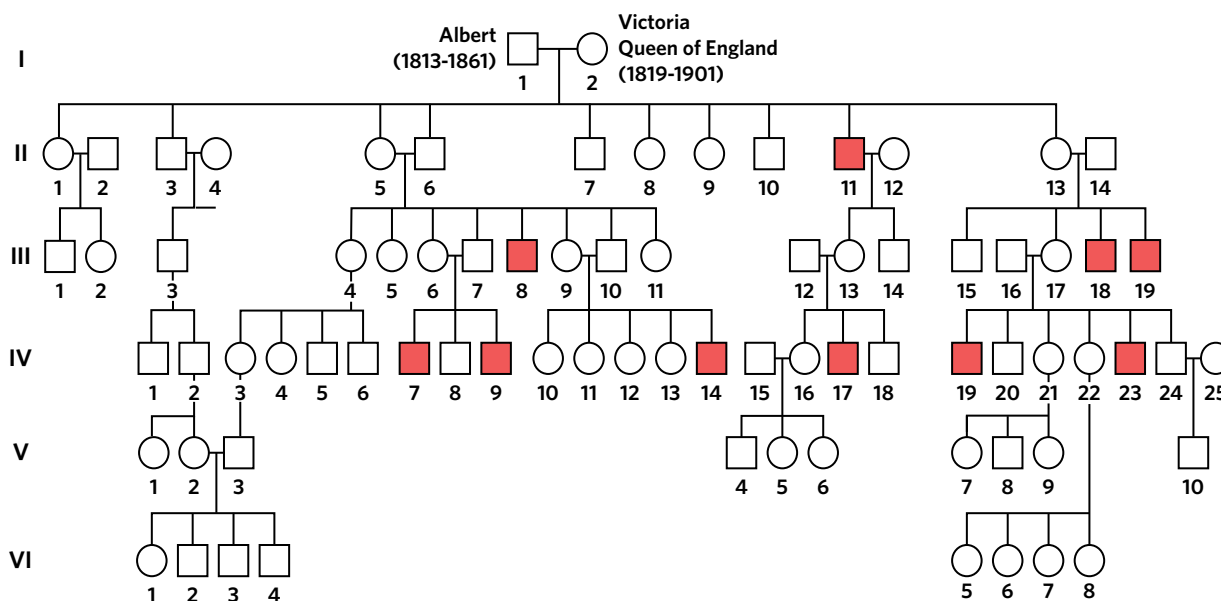 Albert
(1813-1861)
Victoria
Queen of England
(1819-1901)
I
1 2
II
1 2 3 4 5 6 7 8 9 10 11 12 13 14
III
1 2 3 4 5 6 7 8 9 10 11 12 13 14 15 16 17 18 19
IV
1 2 3 4 5 6 7 8 9 10 11 12 13 14 15 16 17 18 19 20 21 22 23 24 25
V
1 2 3 4 5 6 7 8 9 10
VI
1 2 3 4 5 6 7 8